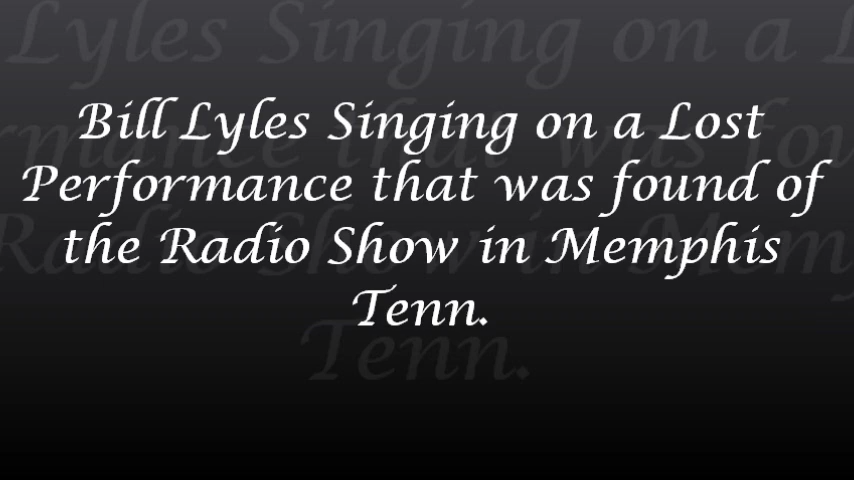 Bill Lyles Singing on a Lost
Performance that was found of
the Radio Show in Memphis
Tenn.